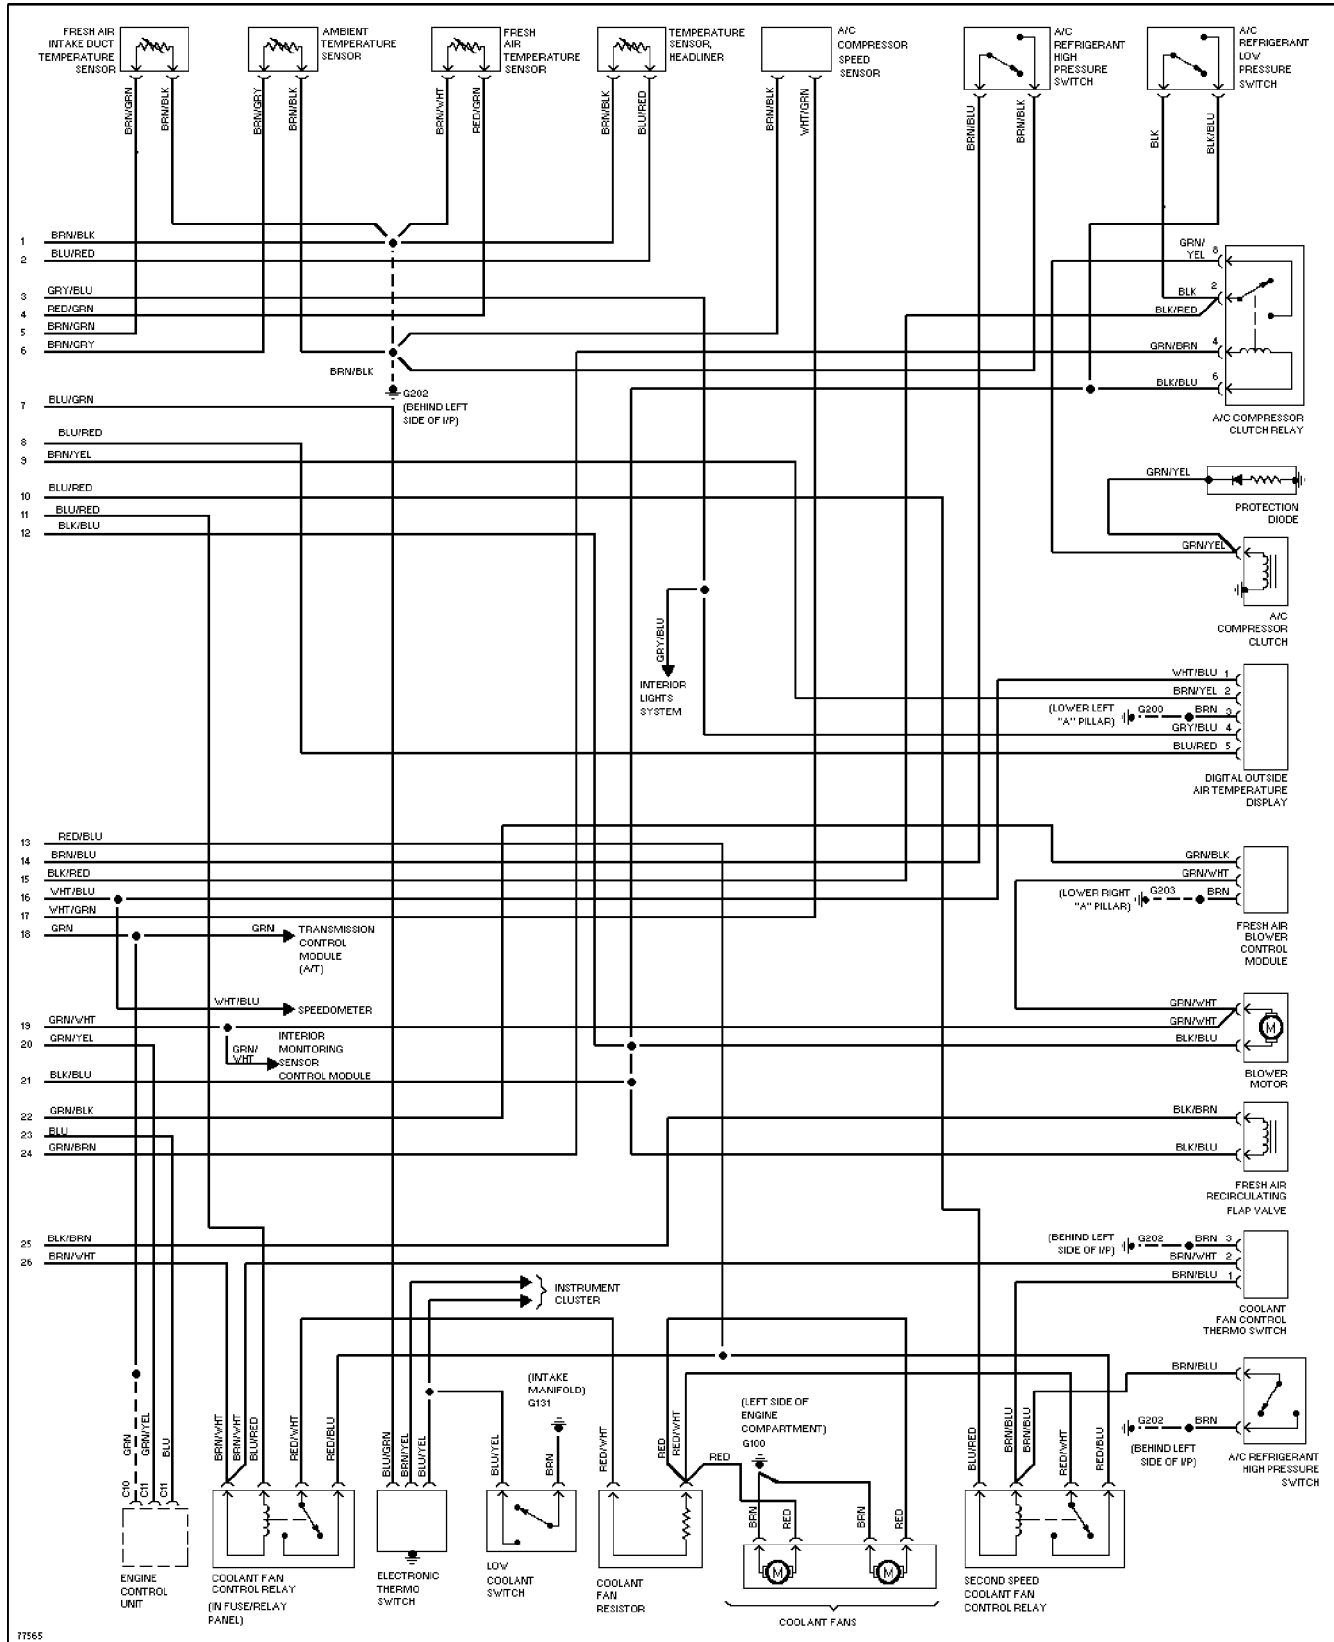 FRESH AIR
INTAKE DUCT
TEMPERATURE
SENSOR
AMBIENT
TEMPERATURE
SENSOR
FRESH
AIR
TEMPERATURE
SENSOR
TEMPERATURE
SENSOR,
HEADLINER
A/C
COMPRESSOR
SPEED
SENSOR
A/C
REFRIGERANT
HIGH
PRESSURE
SWITCH
A/C
REFRIGERANT
LOW
PRESSURE
SWITCH
BRN/GRN
BRN/BLK
BRN/GRY
BRN/BLK
BRN/WHT
RED/GRN
BRN/BLK
BLU/RED
BRN/BLK
WHT/GRN
BRN/BLU
BRN/BLK
BLK
BLK/BLU
1 BRN/BLK
2 BLU/RED
3 GRY/BLU
4 RED/GRN
5 BRN/GRN
6 BRN/GRY
BRN/BLK
G202
(BEHIND LEFT
SIDE OF I/P)
7 BLU/GRN
8 BLU/RED
9 BRN/YEL
10 BLU/RED
11 BLU/RED
12 BLK/BLU
GRN/
YEL 8
BLK 2
BLK/RED
GRN/BRN 4
BLK/BLU 6
A/C COMPRESSOR
CLUTCH RELAY
GRN/YEL
PROTECTION
DIODE
GRN/YEL
A/C
COMPRESSOR
CLUTCH
GRY/BLU
INTERIOR
LIGHTS
SYSTEM
WHT/BLU 1
BRN/YEL 2
(LOWER LEFT
"A" PILLAR)
G200 BRN 3
GRY/BLU 4
BLU/RED 5
DIGITAL OUTSIDE
AIR TEMPERATURE
DISPLAY
13 RED/BLU
14 BRN/BLU
15 BLK/RED
16 WHT/BLU
17 WHT/GRN
18 GRN
GRN
TRANSMISSION
CONTROL
MODULE
(A/T)
GRN/BLK
GRN/WHT
(LOWER RIGHT
"A" PILLAR)
G203 BRN
FRESH AIR
BLOWER
CONTROL
MODULE
WHT/BLU
SPEEDOMETER
19 GRN/WHT
20 GRN/YEL
GRN/
WHT
INTERIOR
MONITORING
SENSOR
CONTROL MODULE
GRN/WHT
GRN/WHT
BLK/BLU
M
BLOWER
MOTOR
21 BLK/BLU
22 GRN/BLK
23 BLU
24 GRN/BRN
BLK/BRN
BLK/BLU
FRESH AIR
RECIRCULATING
FLAP VALVE
25 BLK/BRN
26 BRN/WHT
(BEHIND LEFT
SIDE OF I/P)
G202 BRN 3
BRN/WHT 2
BRN/BLU 1
COOLANT
FAN CONTROL
THERMO SWITCH
INSTRUMENT
CLUSTER
(INTAKE
MANIFOLD)
G131
(LEFT SIDE OF
ENGINE
COMPARTMENT)
G100
BRN/BLU
G202 BRN
(BEHIND LEFT
SIDE OF I/P)
A/C REFRIGERANT
HIGH PRESSURE
SWITCH
GRN
GRN/YEL
BLU
C10
C11
C11
BRN/WHT
BRN/WHT
BLU/RED
RED/WHT
RED/BLU
BLU/GRN
BRN/YEL
BLU/YEL
BLU/YEL
BRN
RED/WHT
RED
RED/WHT
RED
BRN
RED
BRN
RED
BLU/RED
BRN/BLU
BRN/BLU
RED/WHT
RED/BLU
M
M
ENGINE
CONTROL
UNIT
COOLANT FAN
CONTROL RELAY
(IN FUSE/RELAY
PANEL)
ELECTRONIC
THERMO
SWITCH
LOW
COOLANT
SWITCH
COOLANT
FAN
RESISTOR
COOLANT FANS
SECOND SPEED
COOLANT FAN
CONTROL RELAY
77565